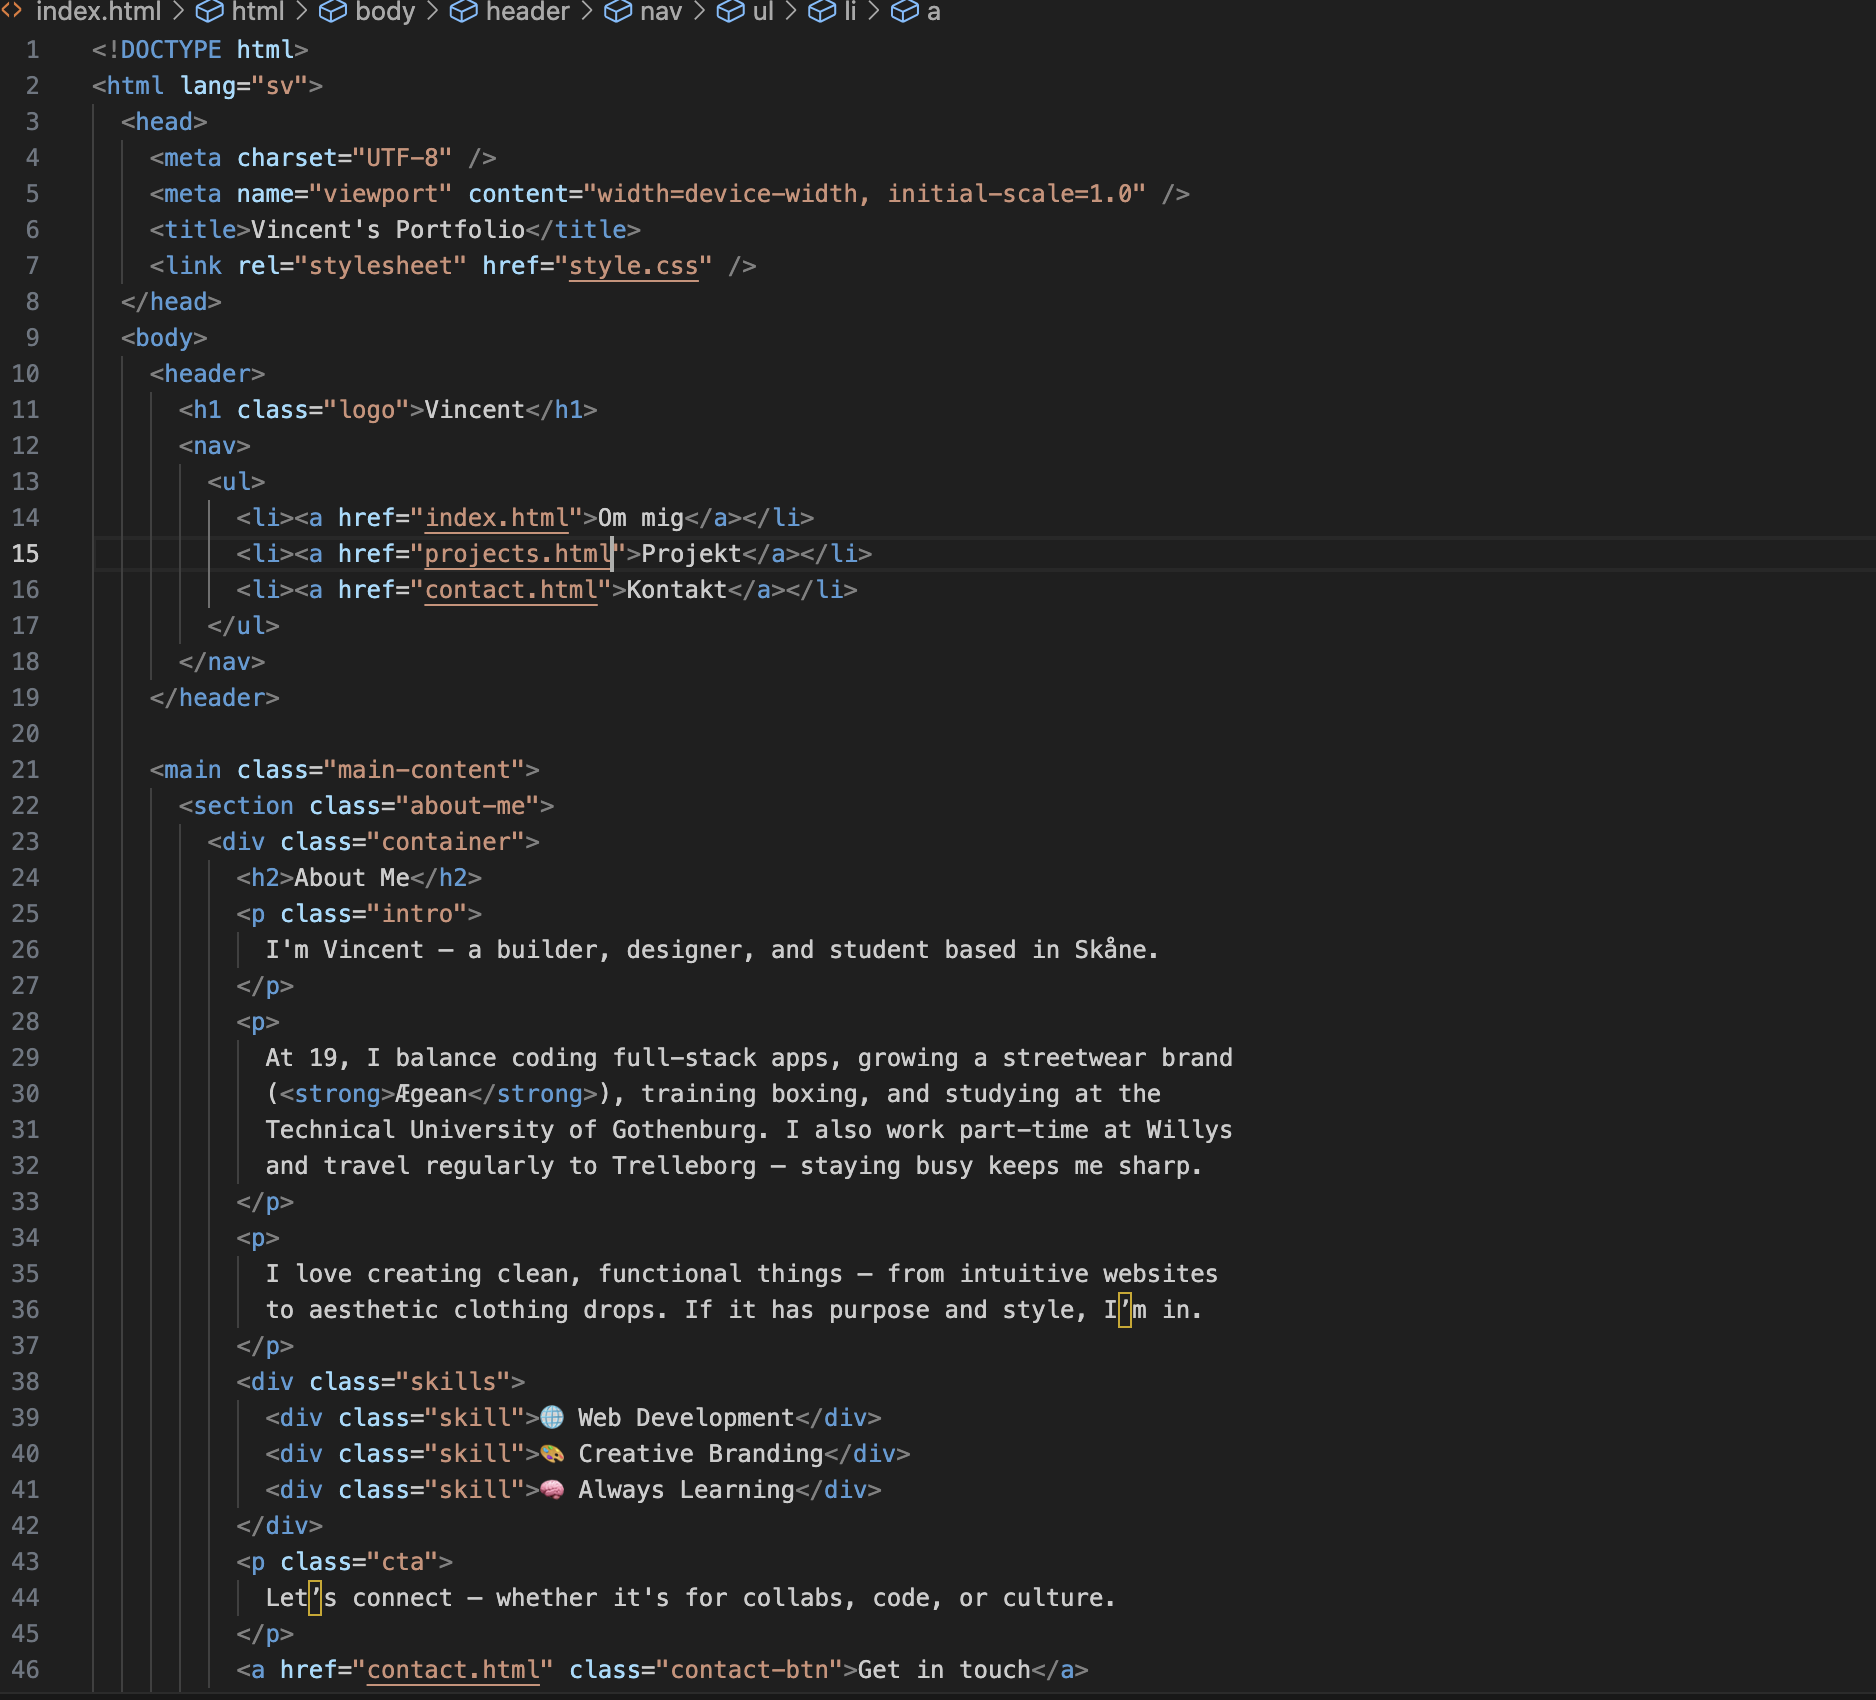 index.html > html > body > header > nav > ul > li > a
1 <!DOCTYPE html>
2 <html lang="sv">
3 <head>
4 <meta charset="UTF-8" />
5 <meta name="viewport" content="width=device-width, initial-scale=1.0" />
6 <title>Vincent's Portfolio</title>
7 <link rel="stylesheet" href="style.css" />
8 </head>
9 <body>
10 <header>
11 <h1 class="logo">Vincent</h1>
12 <nav>
13 <ul>
14 <li><a href="index.html">Om mig</a></li>
15 <li><a href="projects.html">Projekt</a></li>
16 <li><a href="contact.html">Kontakt</a></li>
17 </ul>
18 </nav>
19 </header>
20
21 <main class="main-content">
22 <section class="about-me">
23 <div class="container">
24 <h2>About Me</h2>
25 <p class="intro">
26 I'm Vincent — a builder, designer, and student based in Skåne.
27 </p>
28 <p>
29 At 19, I balance coding full-stack apps, growing a streetwear brand
30 (<strong>Ægean</strong>), training boxing, and studying at the
31 Technical University of Gothenburg. I also work part-time at Willys
32 and travel regularly to Trelleborg — staying busy keeps me sharp.
33 </p>
34 <p>
35 I love creating clean, functional things — from intuitive websites
36 to aesthetic clothing drops. If it has purpose and style, I’m in.
37 </p>
38 <div class="skills">
39 <div class="skill">🌐 Web Development</div>
40 <div class="skill">🎨 Creative Branding</div>
41 <div class="skill">🧠 Always Learning</div>
42 </div>
43 <p class="cta">
44 Let’s connect — whether it's for collabs, code, or culture.
45 </p>
46 <a href="contact.html" class="contact-btn">Get in touch</a>